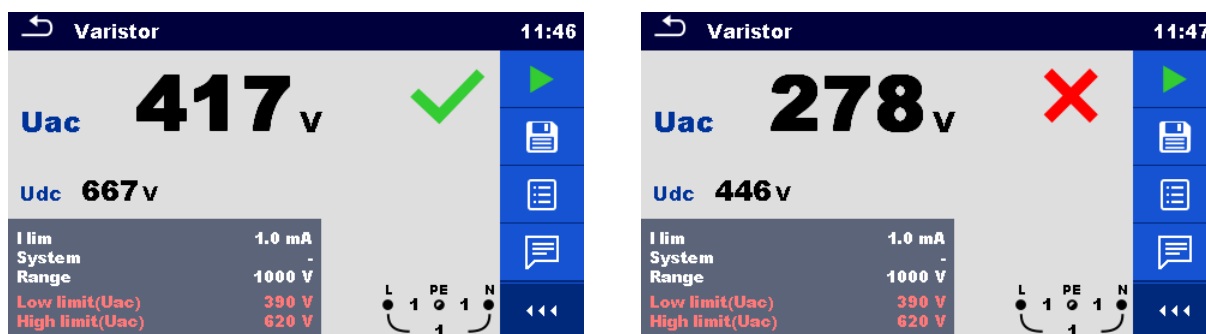 Varistor 11:46
Uac 417 V
Udc 667 V
I lim 1.0 mA
System -
Range 1000 V
Low limit(Uac) 390 V
High limit(Uac) 620 V
L PE N
1 1
1
Varistor 11:47
Uac 278 V
Udc 446 V
I lim 1.0 mA
System -
Range 1000 V
Low limit(Uac) 390 V
High limit(Uac) 620 V
L PE N
1 1
1